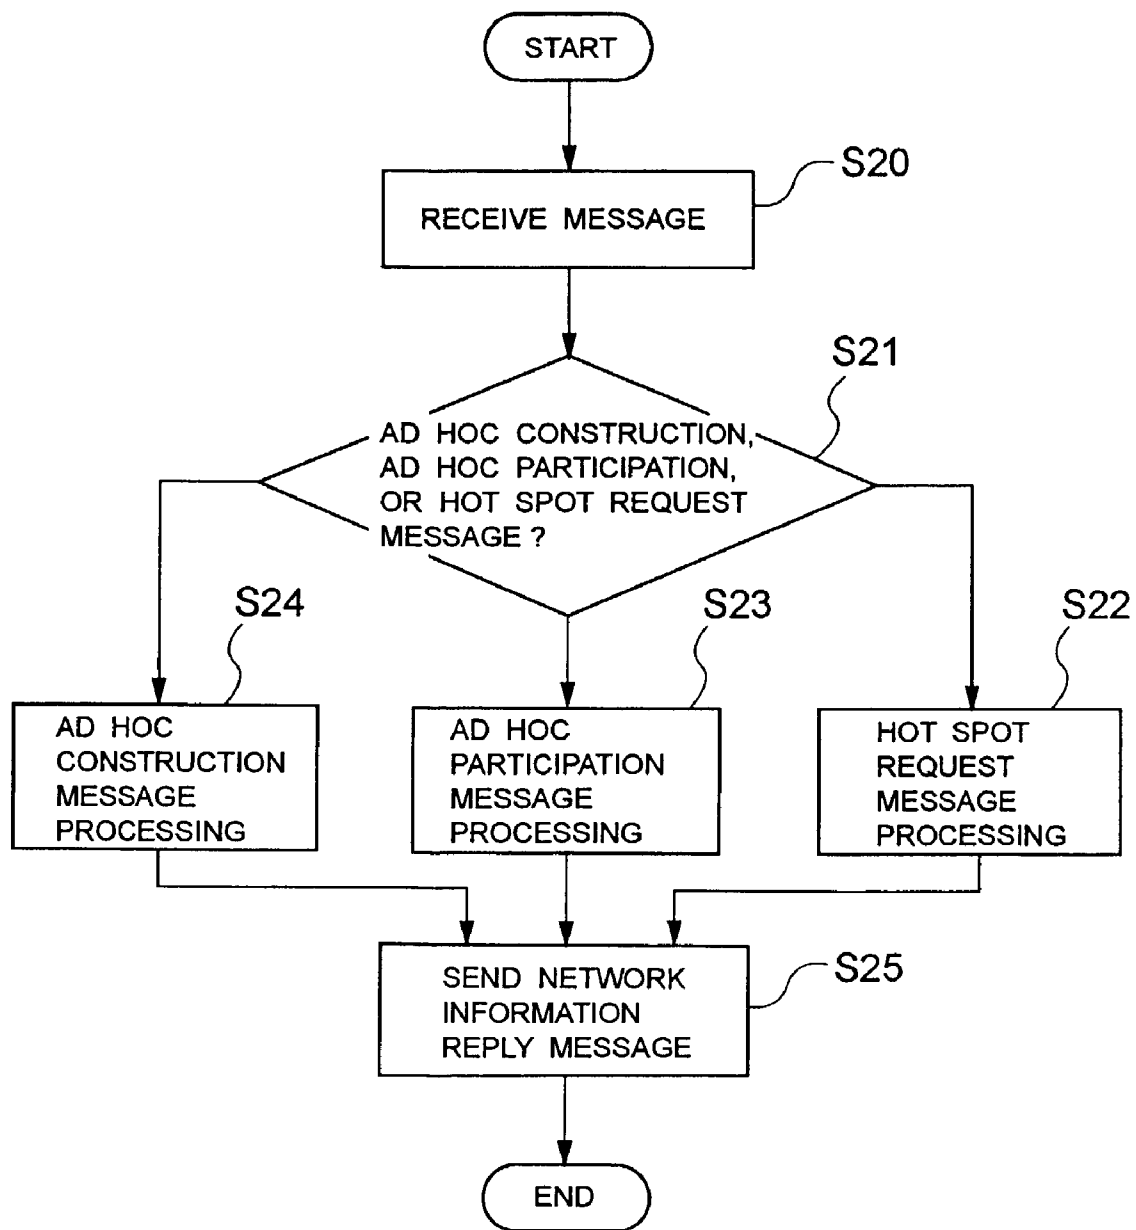 START
S20
RECEIVE MESSAGE
S21
AD HOC CONSTRUCTION,
AD HOC PARTICIPATION,
OR HOT SPOT REQUEST
MESSAGE ?
S24
S23
S22
AD HOC
CONSTRUCTION
MESSAGE
PROCESSING
AD HOC
PARTICIPATION
MESSAGE
PROCESSING
HOT SPOT
REQUEST
MESSAGE
PROCESSING
S25
SEND NETWORK
INFORMATION
REPLY MESSAGE
END